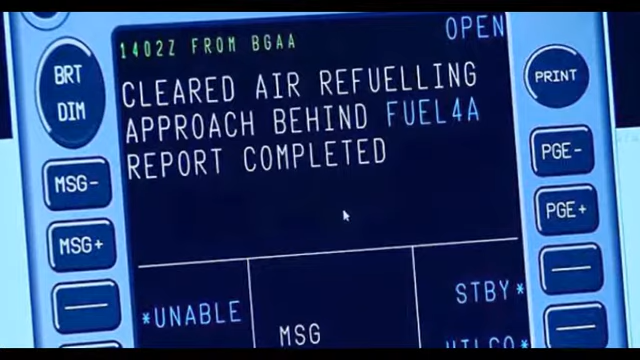 1402Z FROM BGAA
OPEN
CLEARED AIR REFUELLING
APPROACH BEHIND FUEL4A
REPORT COMPLETED
BRT
DIM
MSG-
MSG+
PRINT
PGE-
PGE+
*UNABLE
MSG
STBY*
WILCO*